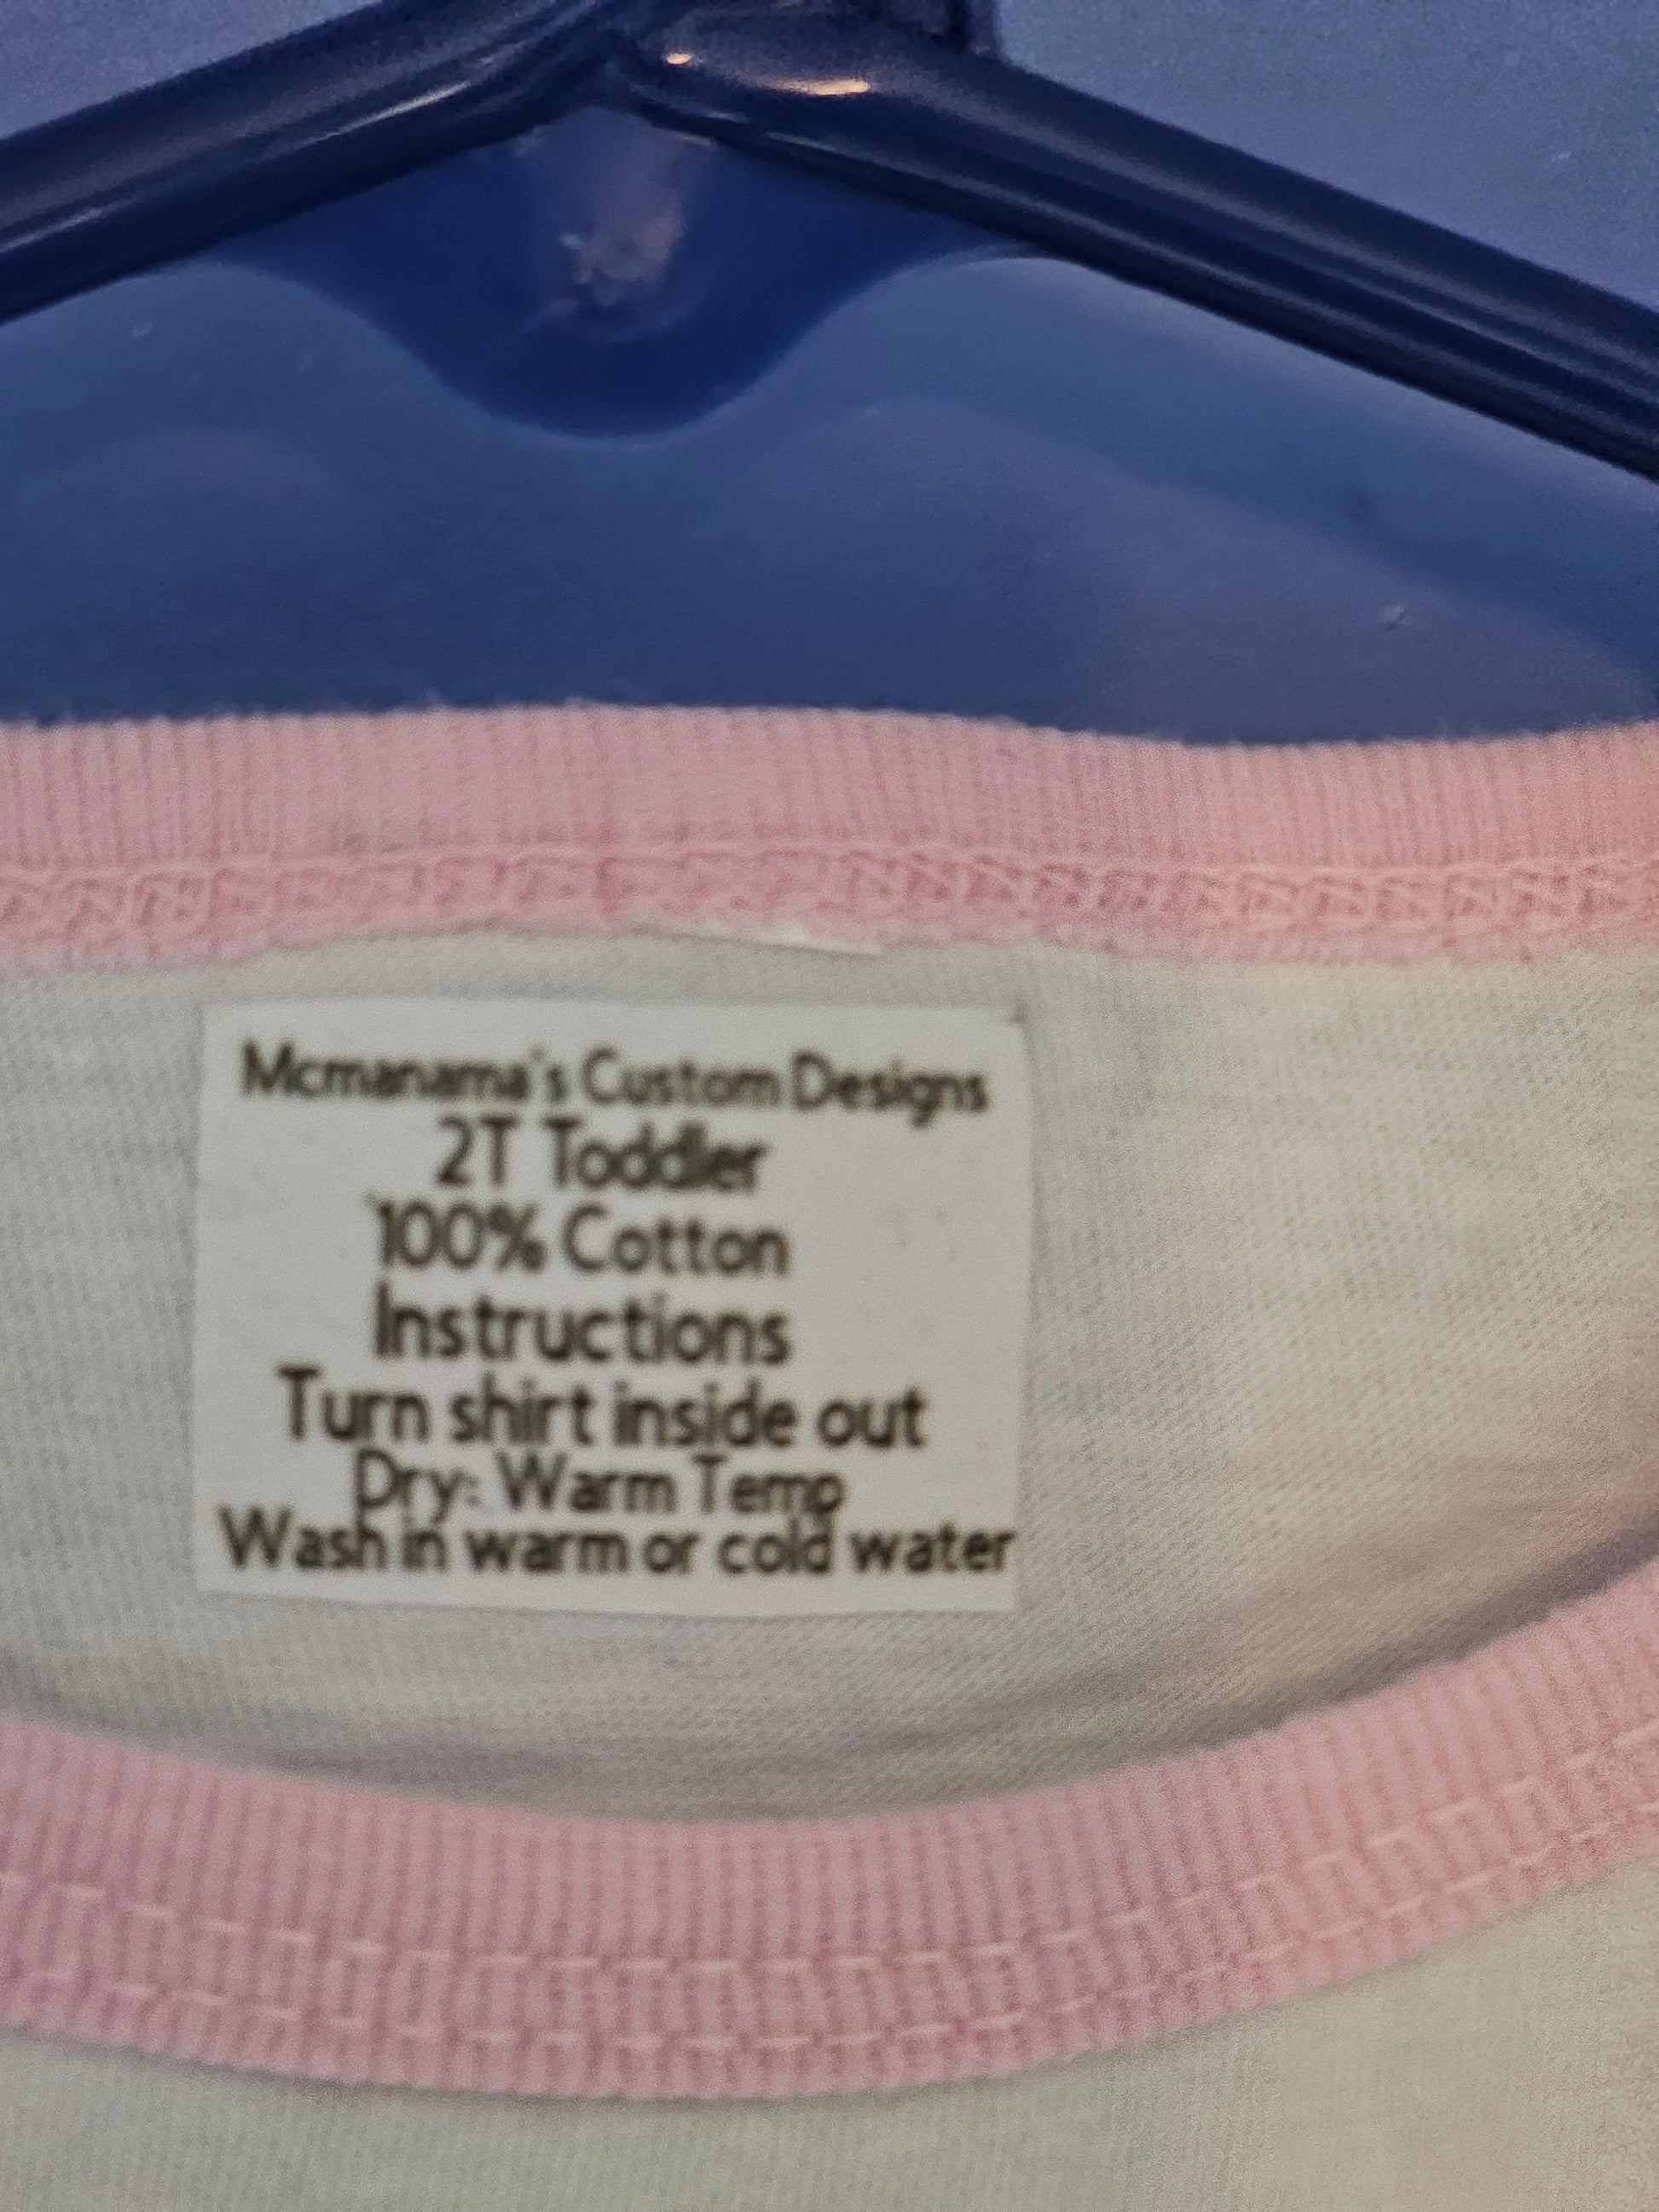 Mcmanama's Custom Designs
2T Toddler
100% Cotton
Instructions
Turn shirt inside out
Dry: Warm Temp
Wash in warm or cold water